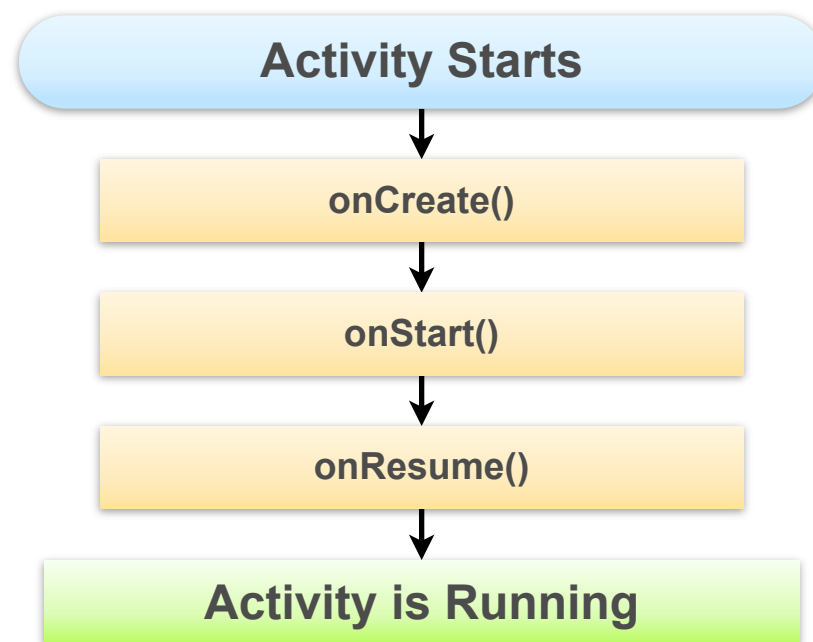 Activity Starts
onCreate()
onStart()
onResume()
Activity is Running